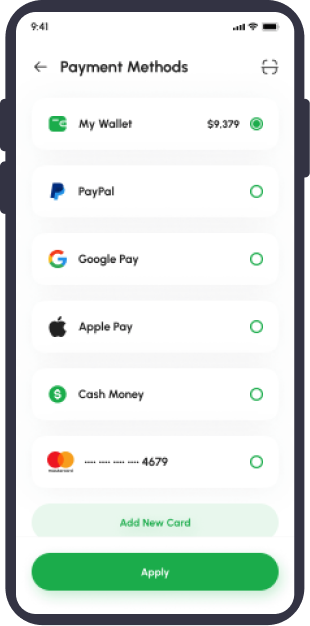 9:41
Payment Methods
My Wallet $9,379
PayPal
Google Pay
Apple Pay
Cash Money
mastercard ···· ···· ···· 4679
Add New Card
Apply